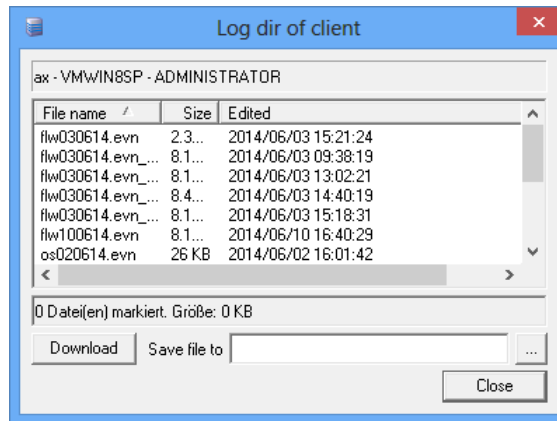 Log dir of client
ax - VMWIN8SP - ADMINISTRATOR
File name Size Edited
flw030614.evn 2.3... 2014/06/03 15:21:24
flw030614.evn_... 8.1... 2014/06/03 09:38:19
flw030614.evn_... 8.1... 2014/06/03 13:02:21
flw030614.evn_... 8.4... 2014/06/03 14:40:19
flw030614.evn_... 8.1... 2014/06/03 15:18:31
flw100614.evn 8.1... 2014/06/10 16:40:29
os020614.evn 26 KB 2014/06/02 16:01:42
0 Datei(en) markiert. Größe: 0 KB
Download Save file to ...
Close